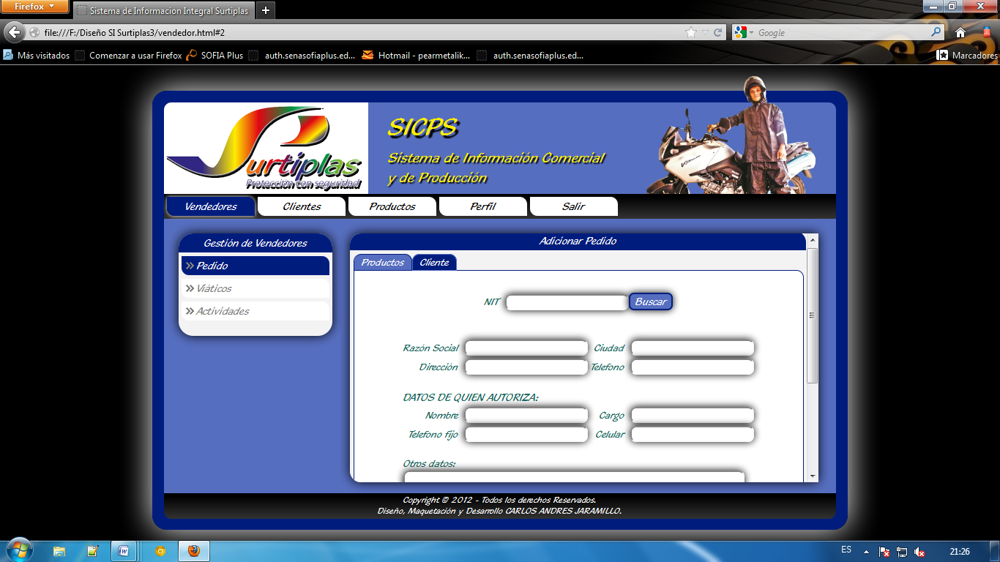 Firefox
Sistema de Informacion Integral Surtiplas
file:///F:/Diseño SI Surtiplas3/vendedor.html#2
Google
Más visitados
Comenzar a usar Firefox
SOFIA Plus
auth.senasofiaplus.ed...
Hotmail - pearmetalik...
auth.senasofiaplus.ed...
Marcadores
urtiplas
Protección con seguridad
SICPS
Sistema de Información Comercial
y de Producción
Vendedores
Clientes
Productos
Perfil
Salir
Gestión de Vendedores
» Pedido
» Viáticos
» Actividades
Adicionar Pedido
Productos
Cliente
NIT
Buscar
Razón Social
Ciudad
Dirección
Telefono
DATOS DE QUIEN AUTORIZA:
Nombre
Cargo
Telefono fijo
Celular
Otros datos:
Copyright © 2012 - Todos los derechos Reservados.
Diseño, Maquetación y Desarrollo CARLOS ANDRES JARAMILLO.
ES
21:26